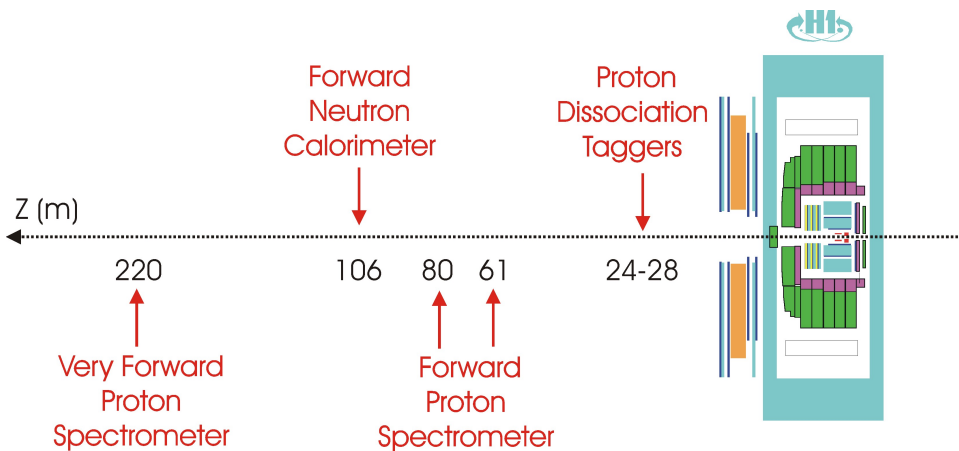 H1
Forward
Neutron
Calorimeter
Proton
Dissociation
Taggers
Z (m)
220
106
80
61
24-28
Very Forward
Proton
Spectrometer
Forward
Proton
Spectrometer